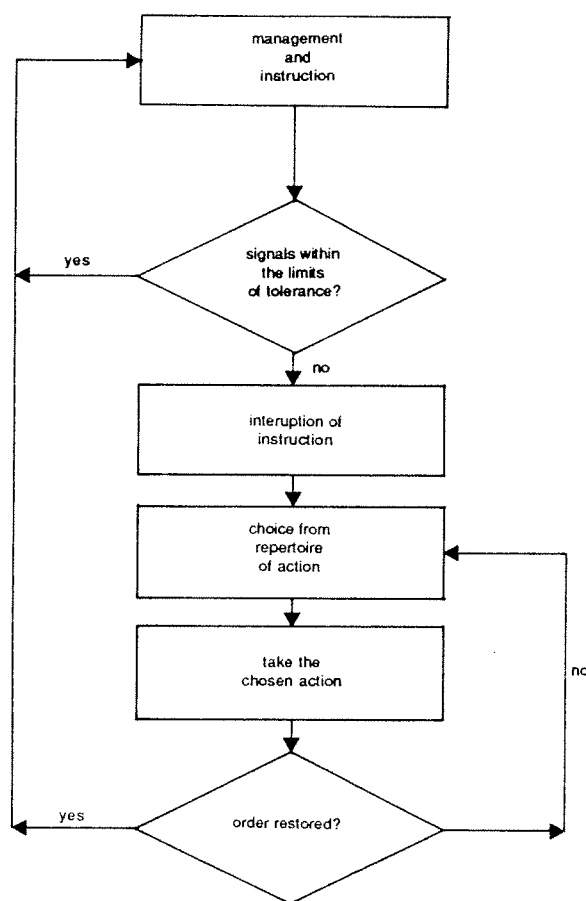 management
and
instruction
signals within
the limits
of tolerance?
yes
no
interuption of
instruction
choice from
repertoire
of action
take the
chosen action
no
order restored?
yes